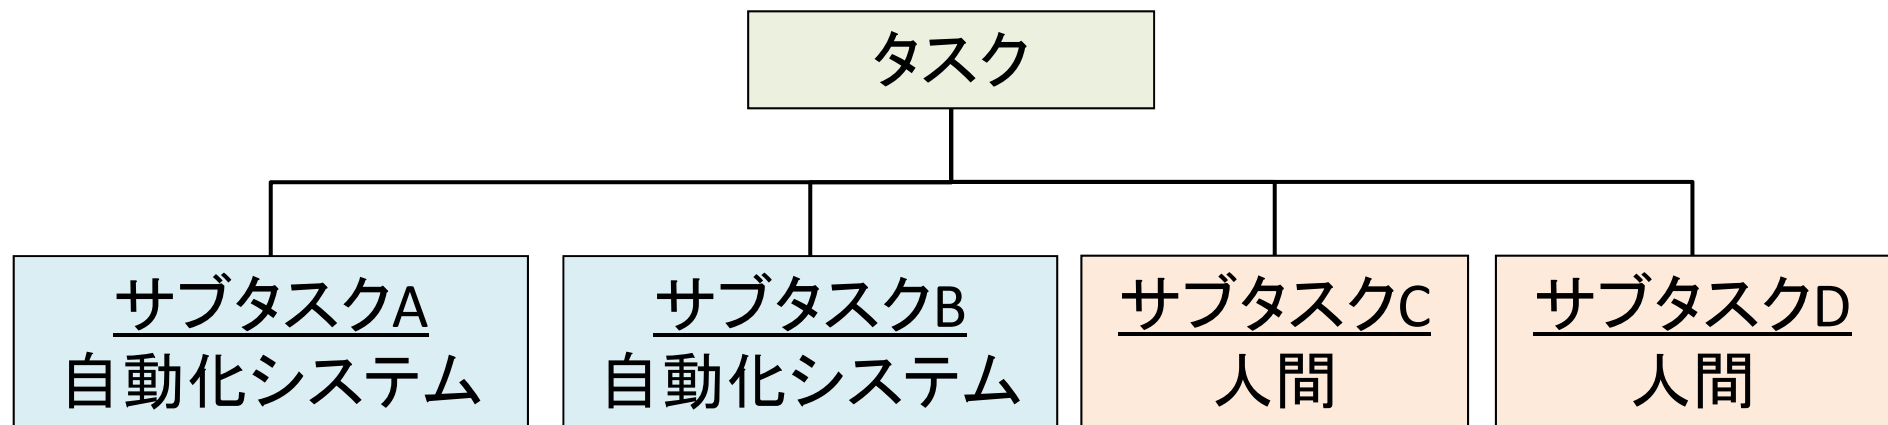 タスク
サブタスクA
自動化システム
サブタスクB
自動化システム
サブタスクC
人間
サブタスクD
人間